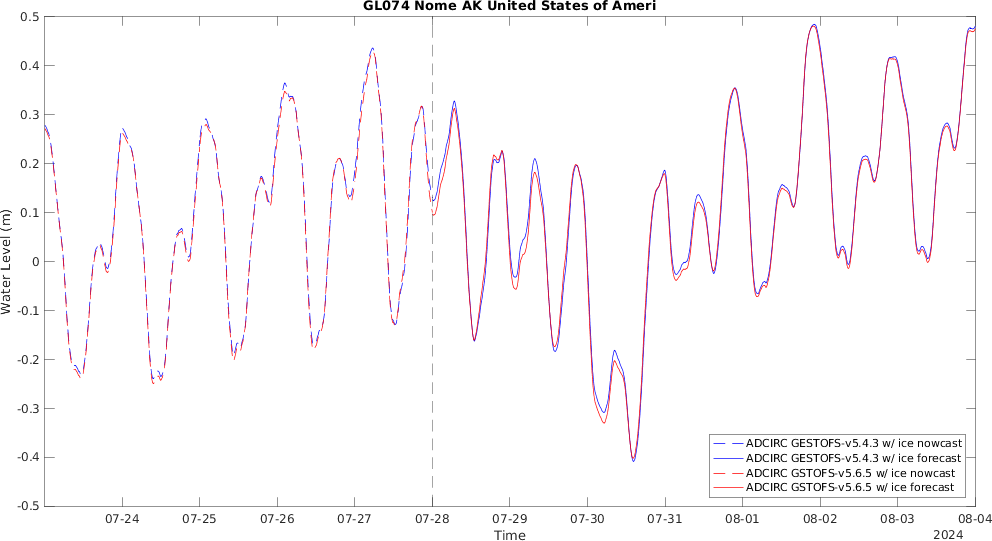 GL074 Nome AK United States of Ameri
0.5
0.4
0.3
0.2
0.1
0
-0.1
-0.2
-0.3
-0.4
-0.5
Water Level (m)
ADCIRC GESTOFS-v5.4.3 w/ ice nowcast
ADCIRC GESTOFS-v5.4.3 w/ ice forecast
ADCIRC GSTOFS-v5.6.5 w/ ice nowcast
ADCIRC GSTOFS-v5.6.5 w/ ice forecast
07-24 07-25 07-26 07-27 07-28 07-29 07-30 07-31 08-01 08-02 08-03 08-04
Time
2024